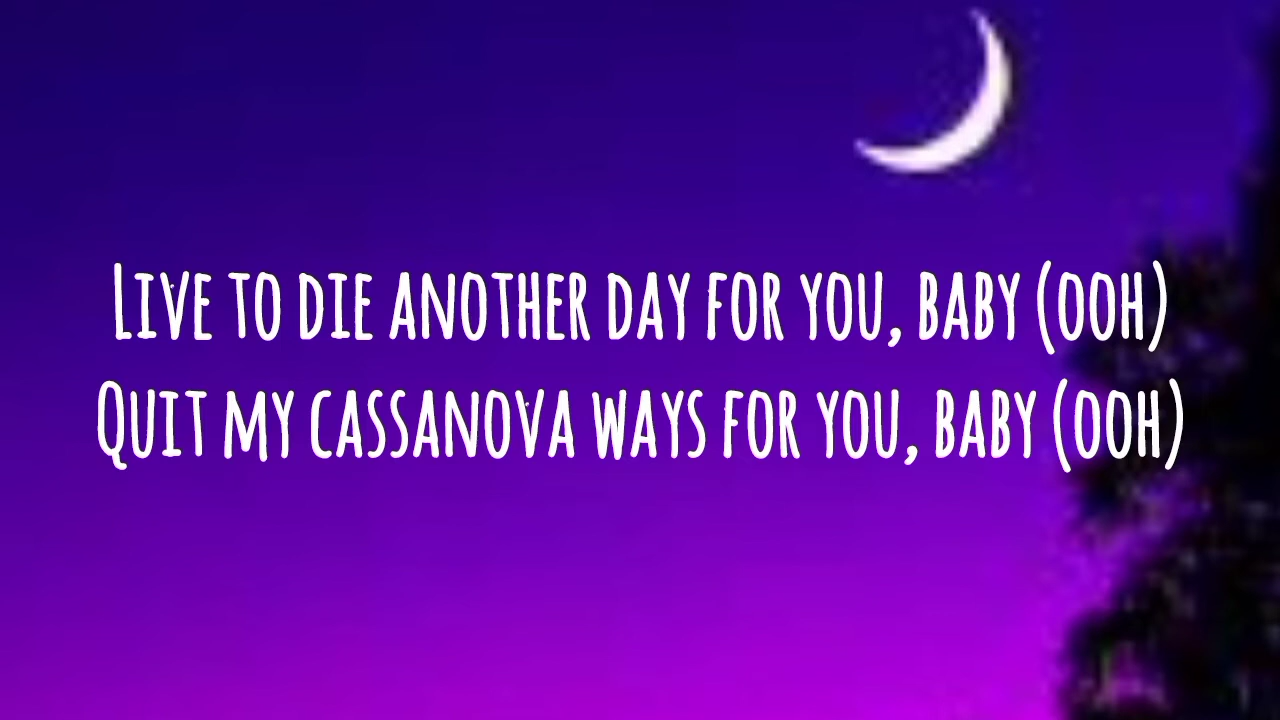 Live to die another day for you, baby (ooh)
Quit my cassanova ways for you, baby (ooh)